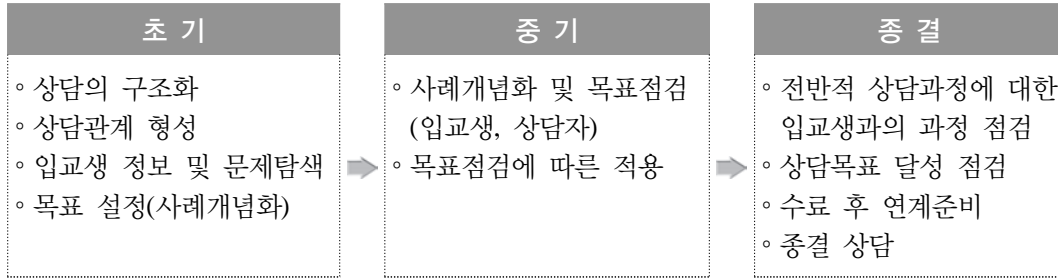 초 기
◦상담의 구조화
◦상담관계 형성
◦입교생 정보 및 문제탐색
◦목표 설정(사례개념화)
중 기
◦사례개념화 및 목표점검
(입교생, 상담자)
◦목표점검에 따른 적용
종 결
◦전반적 상담과정에 대한
입교생과의 과정 점검
◦상담목표 달성 점검
◦수료 후 연계준비
◦종결 상담